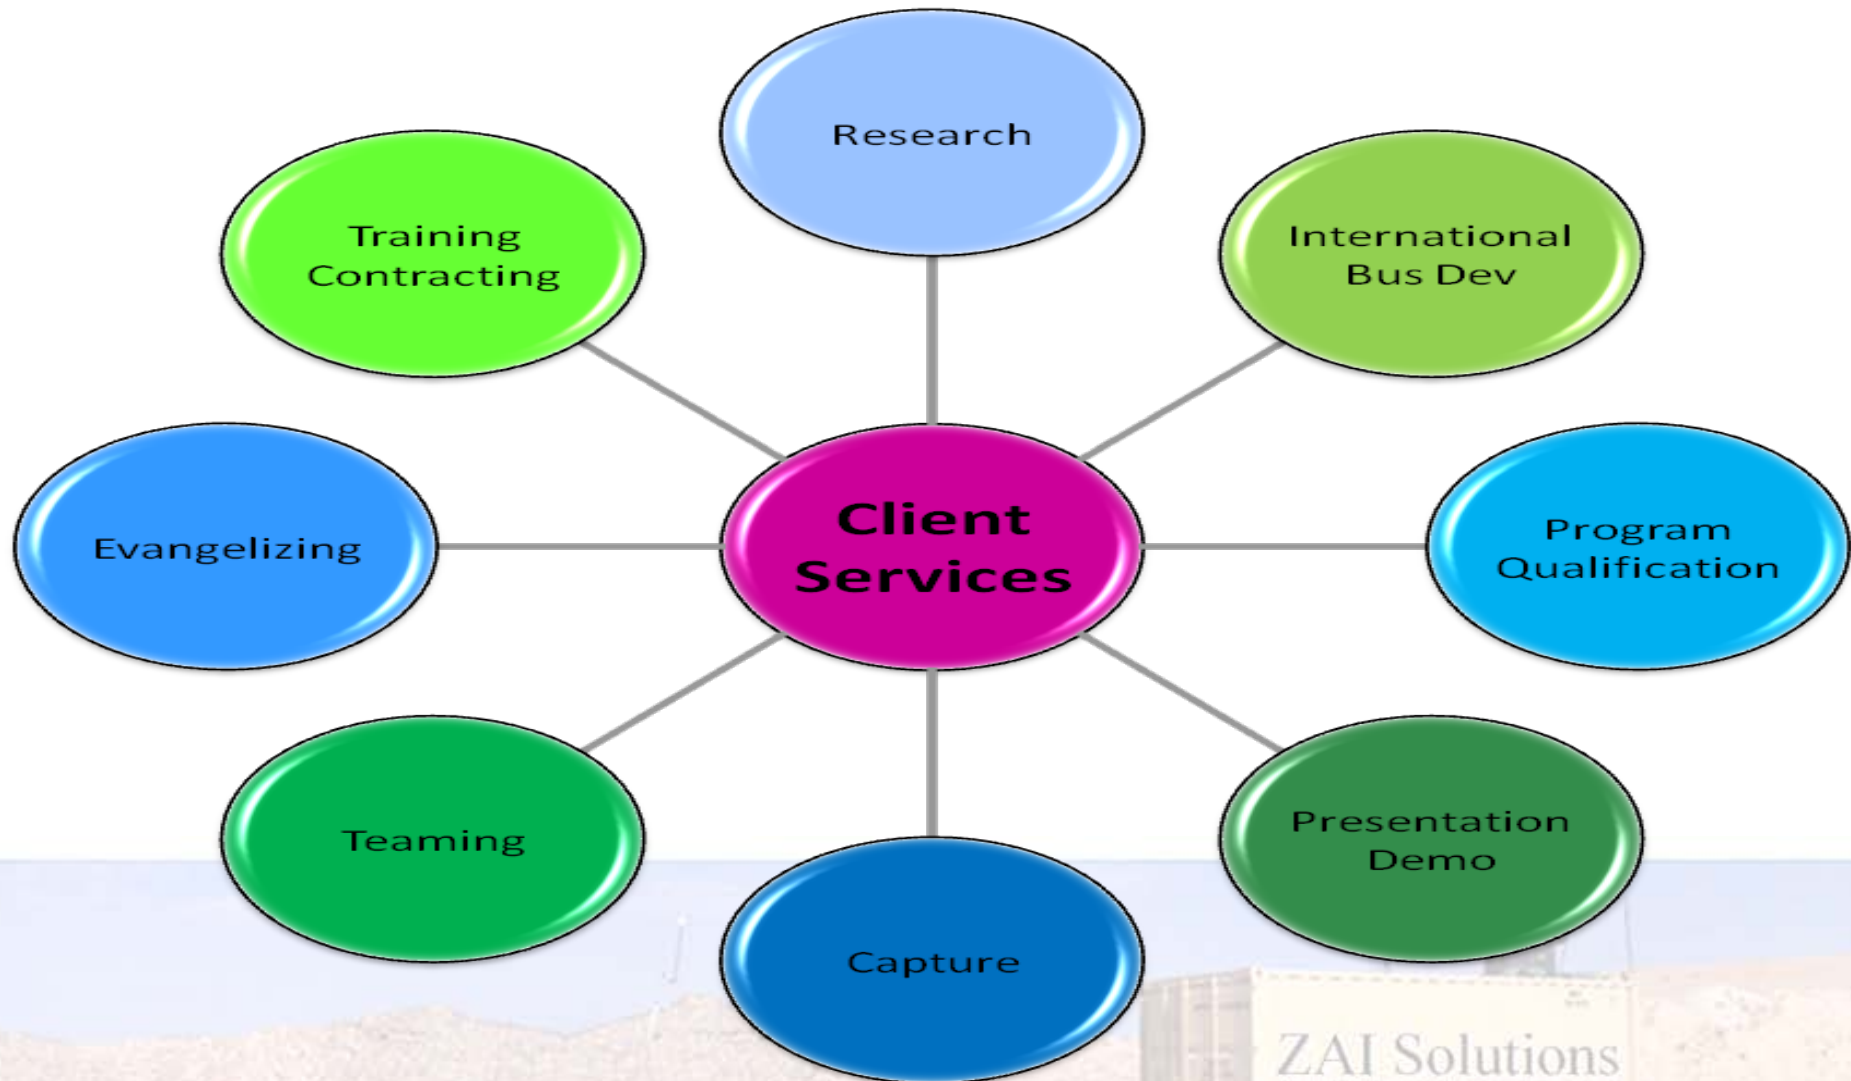 Research
Training
Contracting
International
Bus Dev
Evangelizing
Client
Services
Program
Qualification
Teaming
Presentation
Demo
Capture
ZAI Solutions